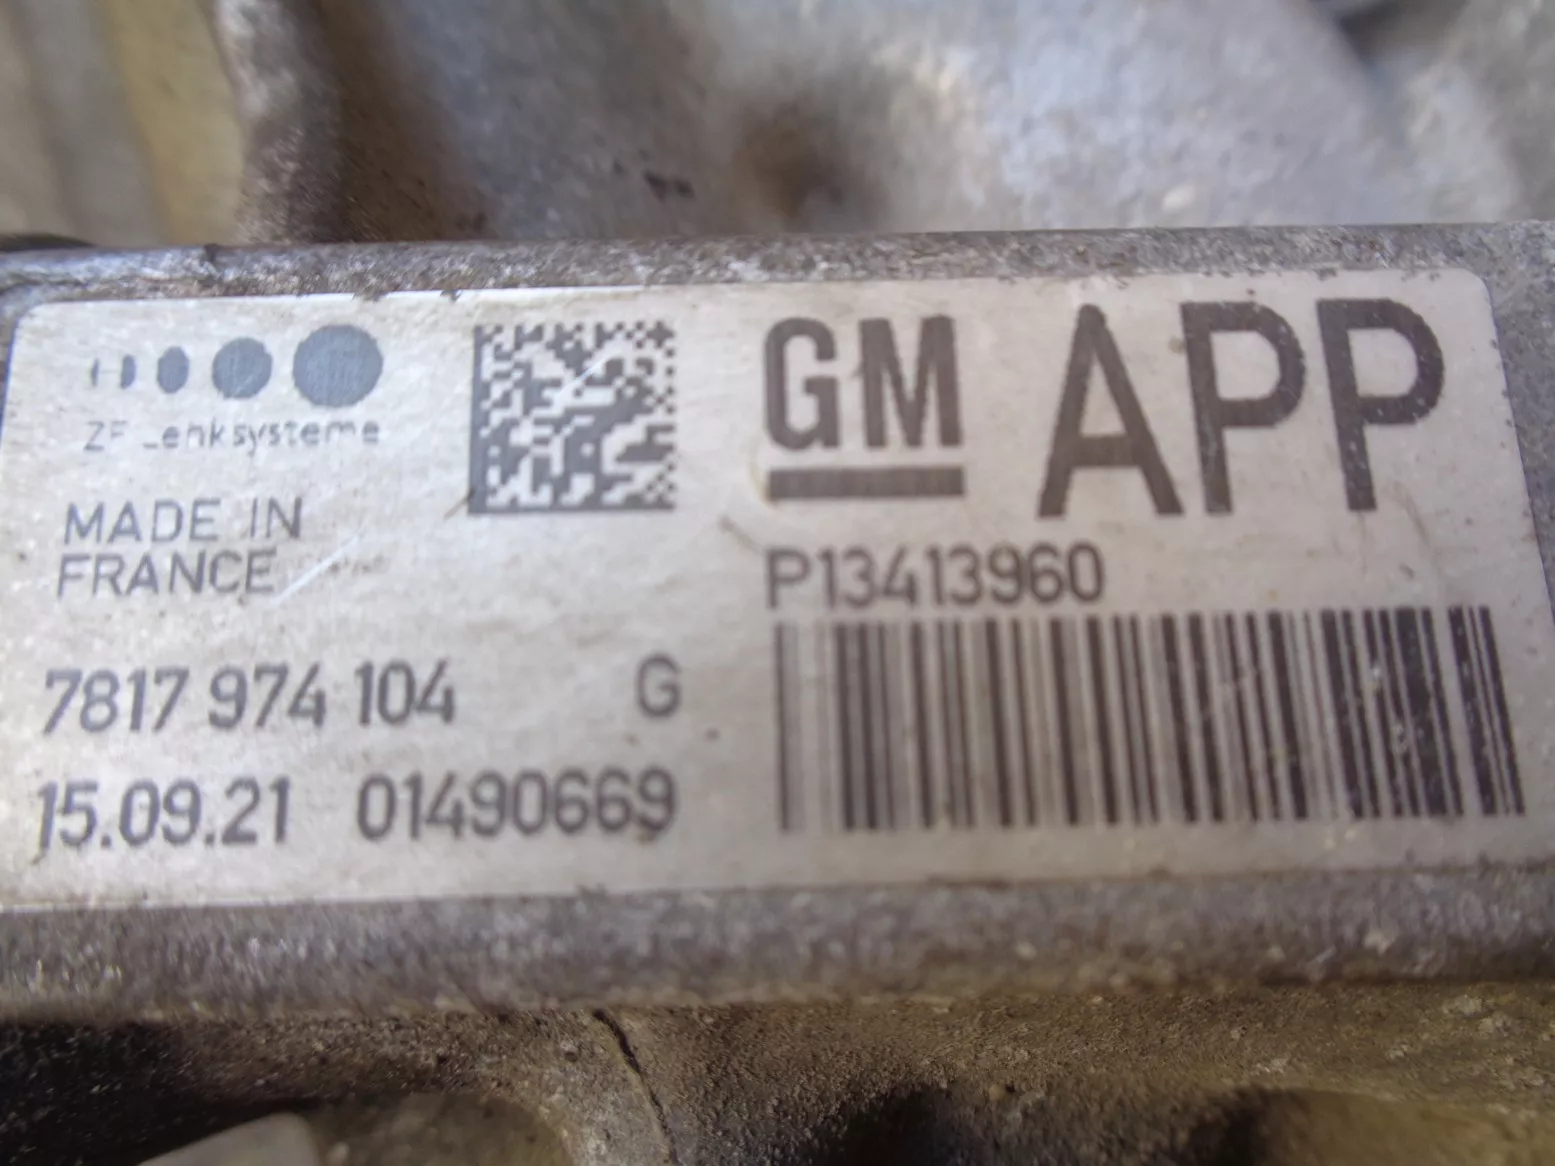 ZF Lenksysteme
MADE IN
FRANCE
7817 974 104 G
15.09.21 01490669
GM APP
P13413960